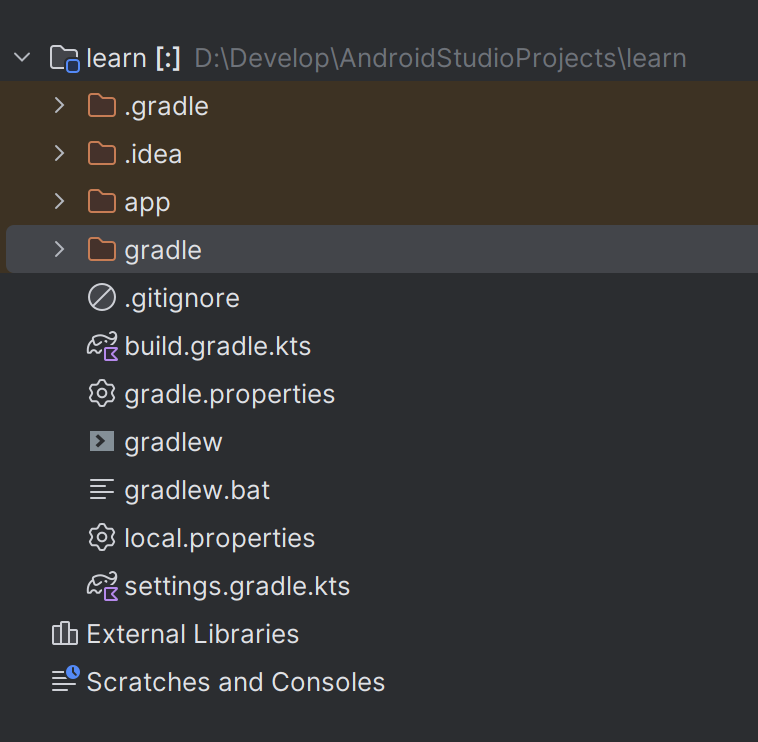 learn [:] D:\Develop\AndroidStudioProjects\learn
.gradle
.idea
app
gradle
.gitignore
build.gradle.kts
gradle.properties
gradlew
gradlew.bat
local.properties
settings.gradle.kts
External Libraries
Scratches and Consoles